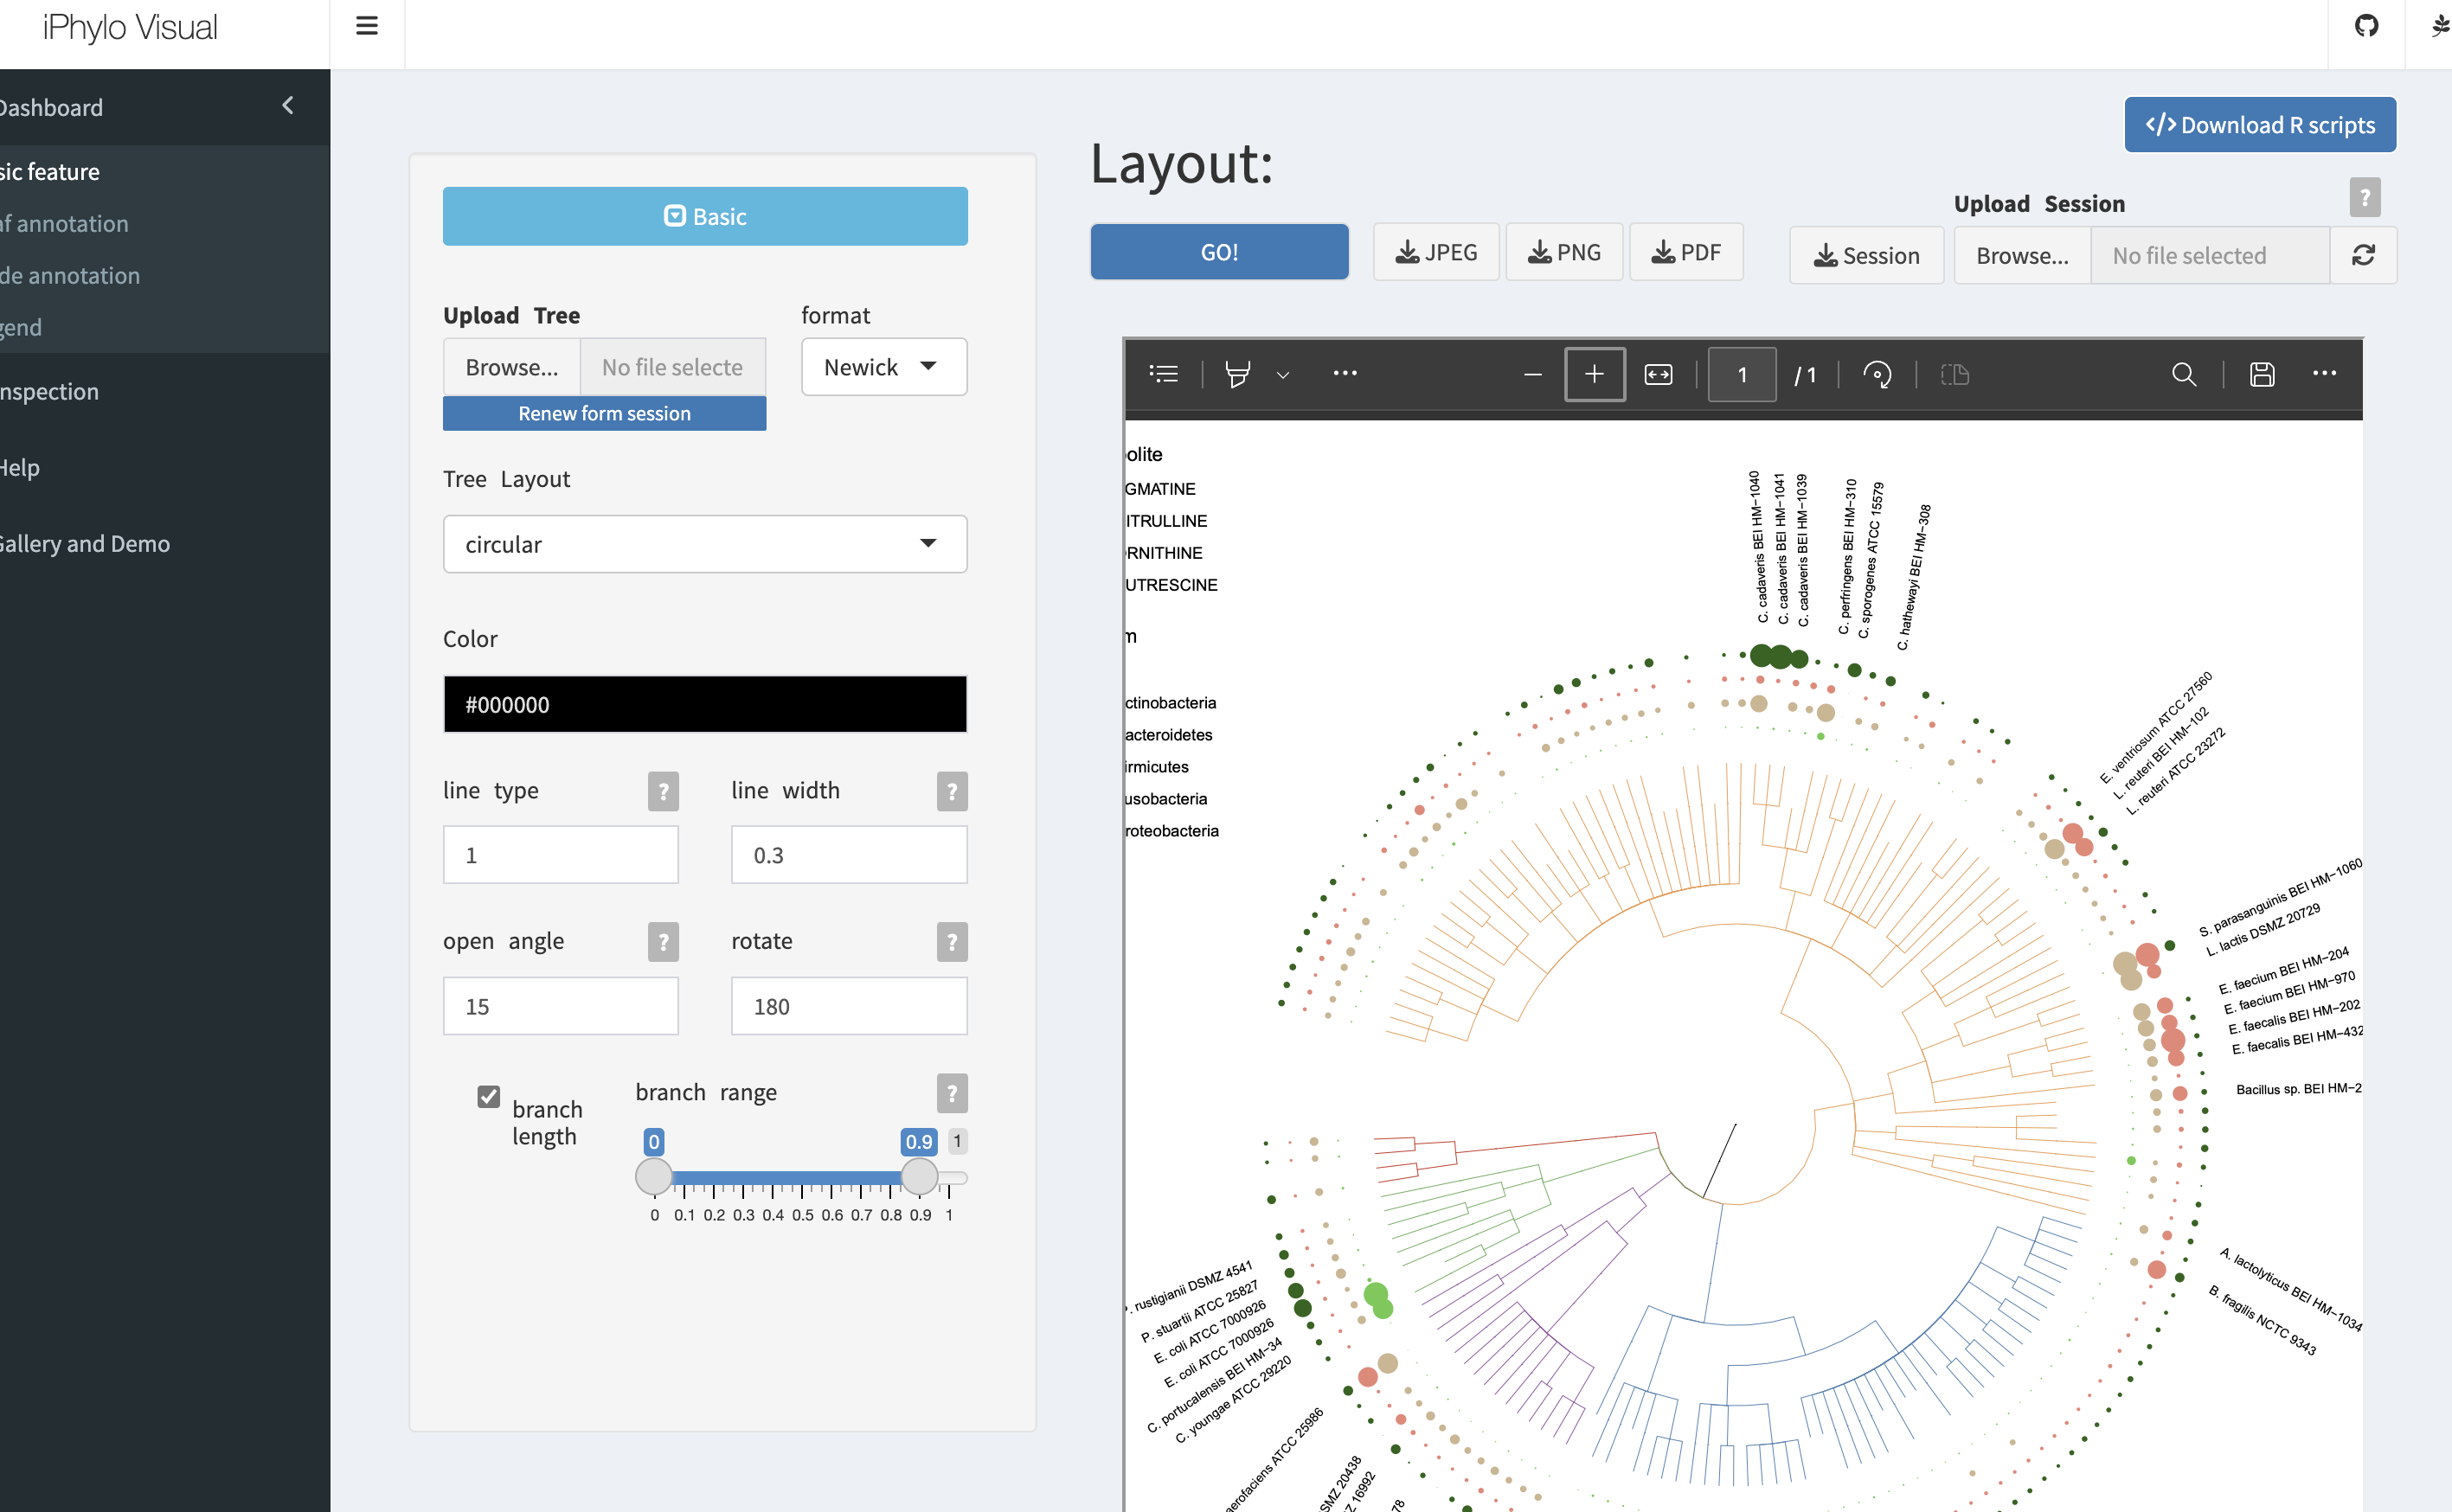 iPhylo Visual
Dashboard
sic feature
af annotation
de annotation
gend
Inspection
Help
Gallery and Demo
Basic
Upload Tree
format
Browse...
No file selecte
Newick
Renew form session
Tree Layout
circular
Color
#000000
line type
?
line width
?
1
0.3
open angle
?
rotate
?
15
180
branch length
branch range
?
0
0.9
1
0 0.1 0.2 0.3 0.4 0.5 0.6 0.7 0.8 0.9 1
</> Download R scripts
Layout:
GO!
JPEG
PNG
PDF
Session
Upload Session
?
Browse...
No file selected
1
/ 1
olite
GMATINE
ITRULLINE
RNITHINE
UTRESCINE
m
ctinobacteria
acteroidetes
irmicutes
usobacteria
roteobacteria
C. cadaveris BEI HM-1040
C. cadaveris BEI HM-1041
C. cadaveris BEI HM-1039
C. perfringens BEI HM-310
C. sporogenes ATCC 15579
C. hathewayi BEI HM-308
E. ventriosum ATCC 27560
L. reuteri BEI HM-102
L. reuteri ATCC 23272
S. parasanguinis BEI HM-1060
L. lactis DSMZ 20729
E. faecium BEI HM-204
E. faecium BEI HM-970
E. faecalis BEI HM-202
E. faecalis BEI HM-432
Bacillus sp. BEI HM-2
A. lactolyticus BEI HM-1034
B. fragilis NCTC 9343
P. rustigianii DSMZ 4541
P. stuartii ATCC 25827
E. coli ATCC 7000926
E. coli ATCC 7000926
C. portucalensis BEI HM-34
C. youngae ATCC 29220
aerofaciens ATCC 25986
SMZ 20438
Z 16992
78